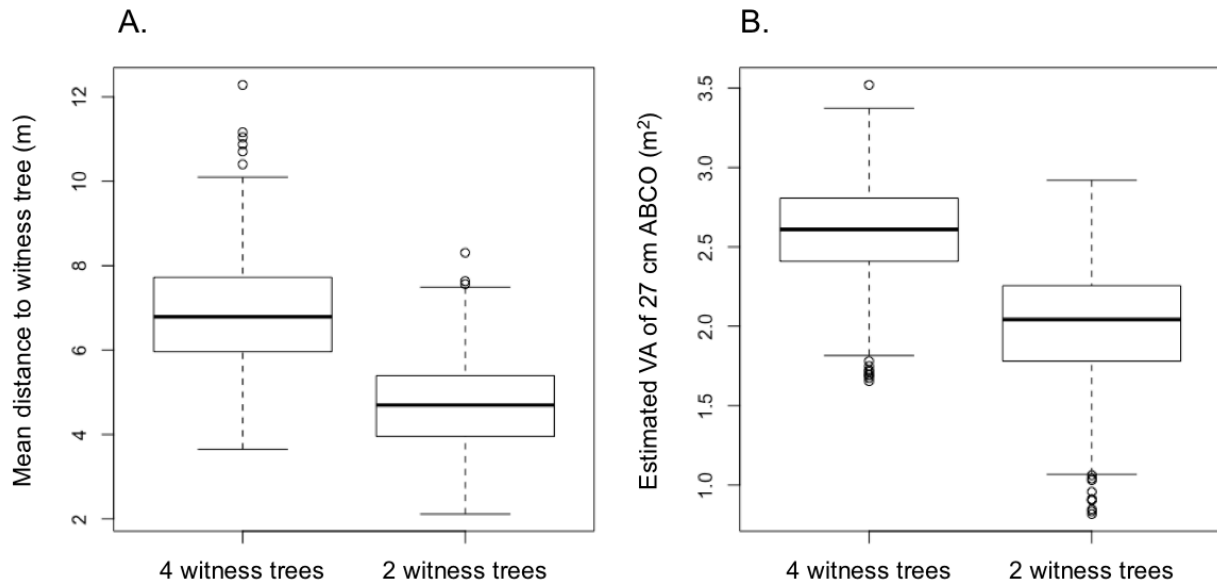 A.
Mean distance to witness tree (m)
12
10
8
6
4
2
4 witness trees 2 witness trees
B.
Estimated VA of 27 cm ABCO (m²)
3.5
3.0
2.5
2.0
1.5
1.0
4 witness trees 2 witness trees